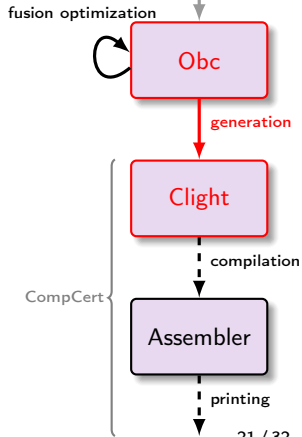 fusion optimization
Obc
generation
Clight
compilation
CompCert
Assembler
printing
21 / 32